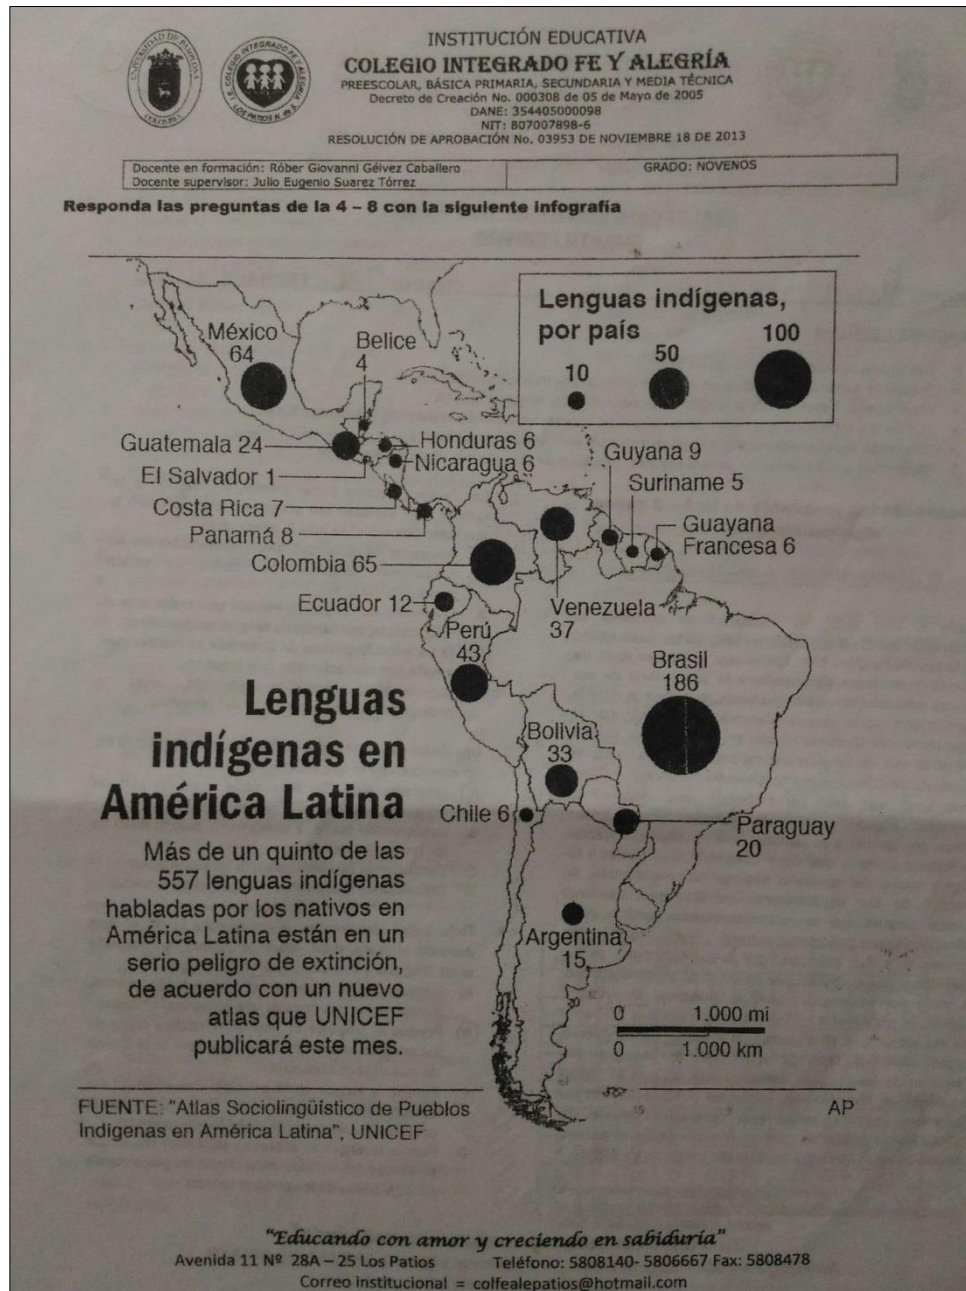 INSTITUCIÓN EDUCATIVA
COLEGIO INTEGRADO FE Y ALEGRÍA
PREESCOLAR, BÁSICA PRIMARIA, SECUNDARIA Y MEDIA TÉCNICA
Decreto de Creación No. 000308 de 05 de Mayo de 2005
DANE: 354405000098
NIT: 807007898-6
RESOLUCIÓN DE APROBACIÓN No. 03953 DE NOVIEMBRE 18 DE 2013
Docente en formación: Róber Giovanni Gélvez Caballero
Docente supervisor: Julio Eugenio Suarez Tórrez
GRADO: NOVENOS
Responda las preguntas de la 4 – 8 con la siguiente infografía
Lenguas indígenas,
por país
10
50
100
México
64
Belice
4
Guatemala 24
Honduras 6
Nicaragua 6
El Salvador 1
Costa Rica 7
Panamá 8
Colombia 65
Guyana 9
Suriname 5
Guayana
Francesa 6
Ecuador 12
Venezuela
37
Perú
43
Brasil
186
Bolivia
33
Chile 6
Paraguay
20
Argentina
15
Lenguas
indígenas en
América Latina
Más de un quinto de las
557 lenguas indígenas
habladas por los nativos en
América Latina están en un
serio peligro de extinción,
de acuerdo con un nuevo
atlas que UNICEF
publicará este mes.
0 1.000 mi
0 1.000 km
FUENTE: "Atlas Sociolingüístico de Pueblos
Indigenas en América Latina", UNICEF
AP
"Educando con amor y creciendo en sabiduría"
Avenida 11 Nº 28A – 25 Los Patios Teléfono: 5808140- 5806667 Fax: 5808478
Correo institucional = colfealepatios@hotmail.com